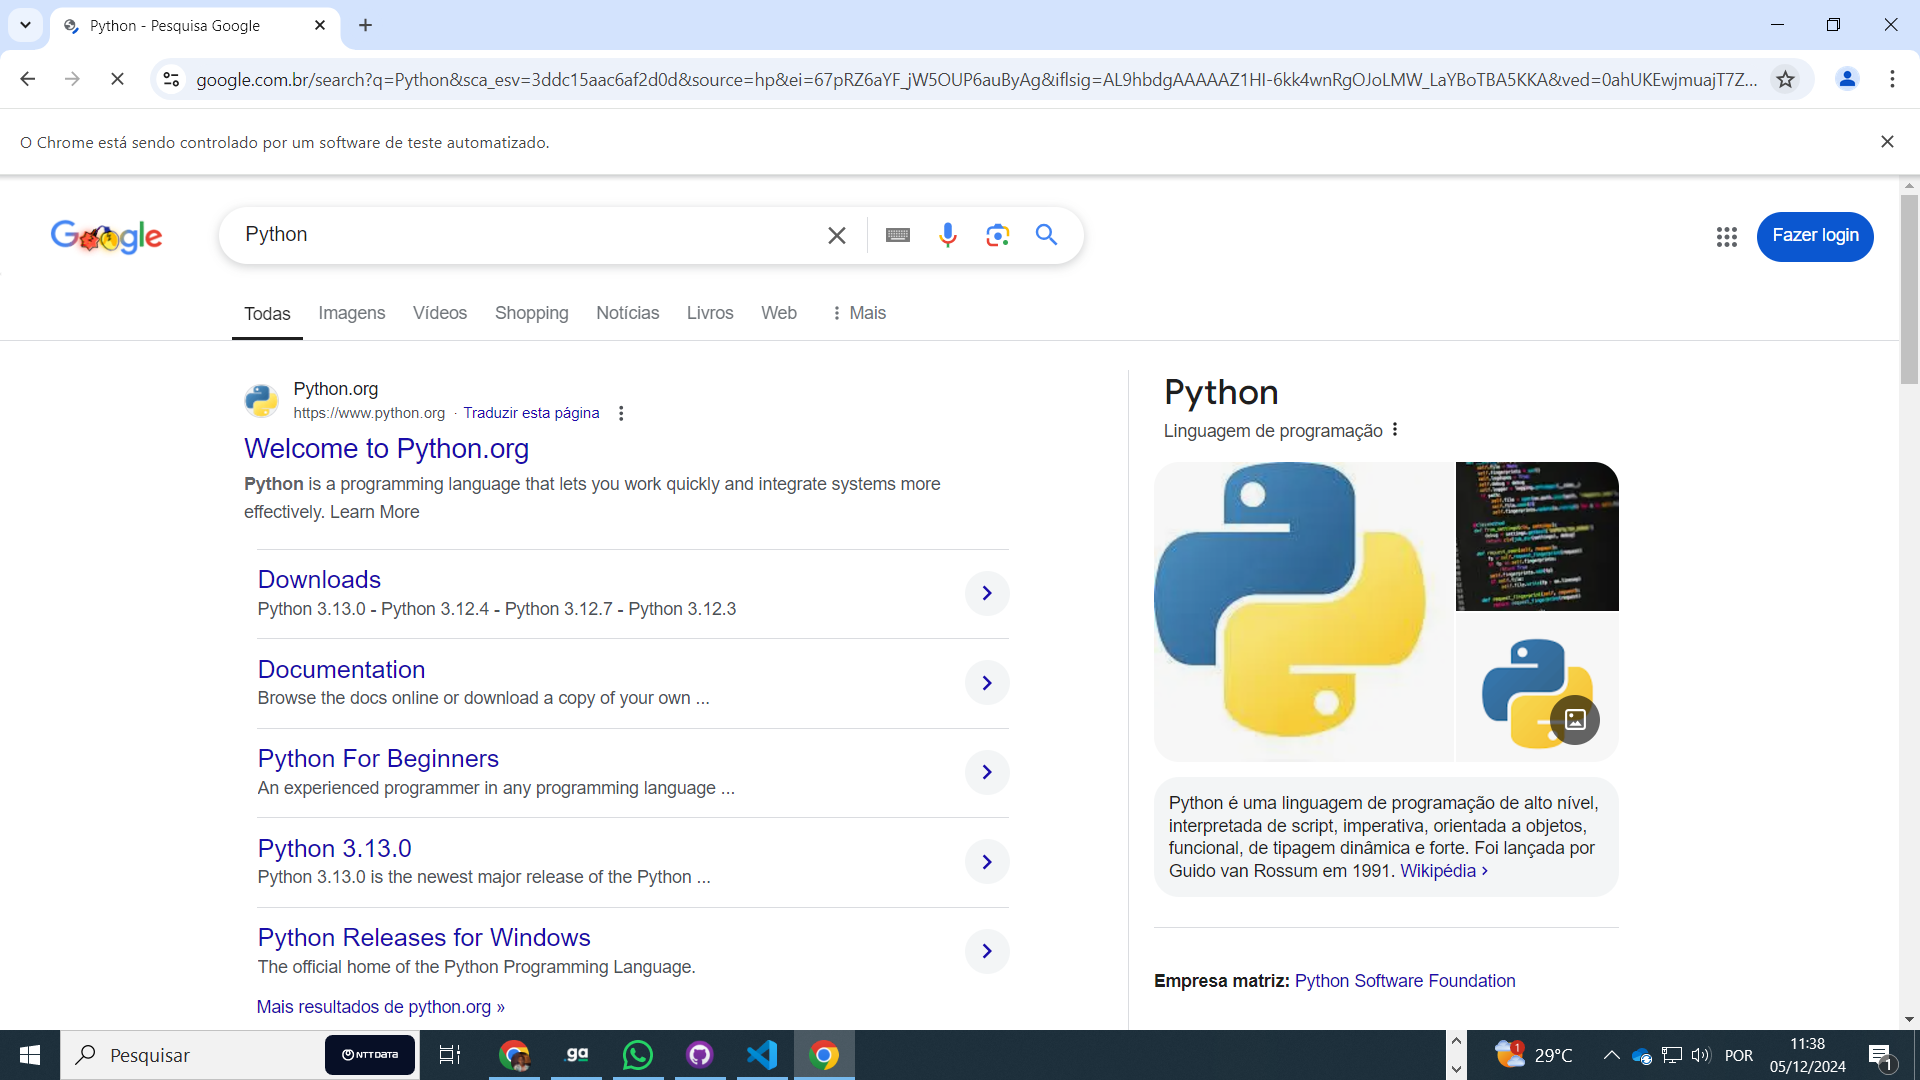 Python - Pesquisa Google
google.com.br/search?q=Python&sca_esv=3ddc15aac6af2d0d&source=hp&ei=67pRZ6aYF_jW5OUP6auByAg&iflsig=AL9hbdgAAAAAZ1HI-6kk4wnRgOJoLMW_LaYBoTBA5KKA&ved=0ahUKEwjmuajT7Z...
O Chrome está sendo controlado por um software de teste automatizado.
Google
Python
Fazer login
Todas Imagens Vídeos Shopping Notícias Livros Web Mais
Python.org
https://www.python.org · Traduzir esta página
Welcome to Python.org
Python is a programming language that lets you work quickly and integrate systems more
effectively. Learn More
Downloads
Python 3.13.0 - Python 3.12.4 - Python 3.12.7 - Python 3.12.3
Documentation
Browse the docs online or download a copy of your own ...
Python For Beginners
An experienced programmer in any programming language ...
Python 3.13.0
Python 3.13.0 is the newest major release of the Python ...
Python Releases for Windows
The official home of the Python Programming Language.
Mais resultados de python.org »
Python
Linguagem de programação
Python é uma linguagem de programação de alto nível,
interpretada de script, imperativa, orientada a objetos,
funcional, de tipagem dinâmica e forte. Foi lançada por
Guido van Rossum em 1991. Wikipédia ›
Empresa matriz: Python Software Foundation
Pesquisar
NTT DATA
.ga
1
29°C
POR
11:38
05/12/2024
1